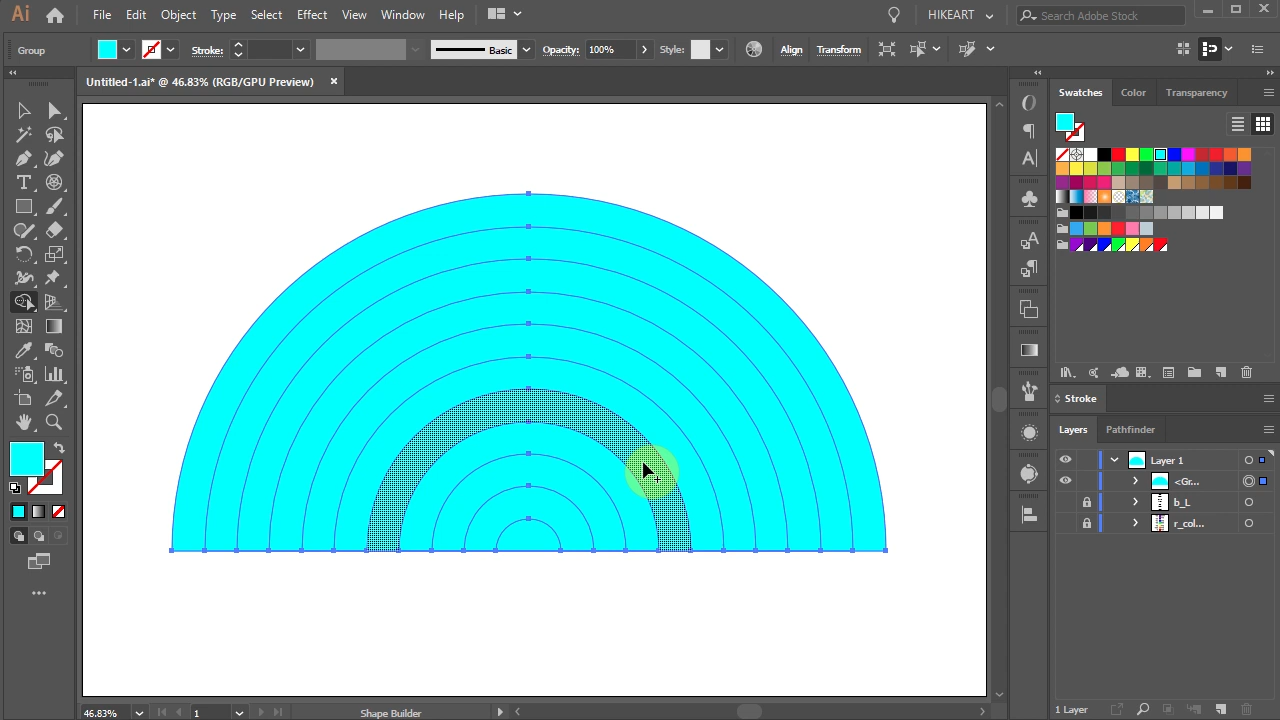 Ai File Edit Object Type Select Effect View Window Help HIKEART Search Adobe Stock
Group Stroke: Basic Opacity: 100% Style: Align Transform
Untitled-1.ai* @ 46.83% (RGB/GPU Preview) ×
Swatches Color Transparency
Stroke
Layers Pathfinder
Layer 1
<Gr...
b_L
r_col...
1 Layer
46.83% 1 Shape Builder